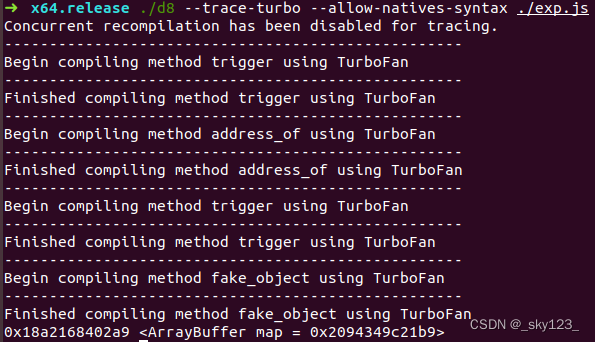 ➜ x64.release ./d8 --trace-turbo --allow-natives-syntax ./exp.js
Concurrent recompilation has been disabled for tracing.
---------------------------------------------------
Begin compiling method trigger using TurboFan
---------------------------------------------------
Finished compiling method trigger using TurboFan
---------------------------------------------------
Begin compiling method address_of using TurboFan
---------------------------------------------------
Finished compiling method address_of using TurboFan
---------------------------------------------------
Begin compiling method trigger using TurboFan
---------------------------------------------------
Finished compiling method trigger using TurboFan
---------------------------------------------------
Begin compiling method fake_object using TurboFan
---------------------------------------------------
Finished compiling method fake_object using TurboFan
0x18a2168402a9 <ArrayBuffer map = 0x2094349c21b9>
CSDN @_sky123_